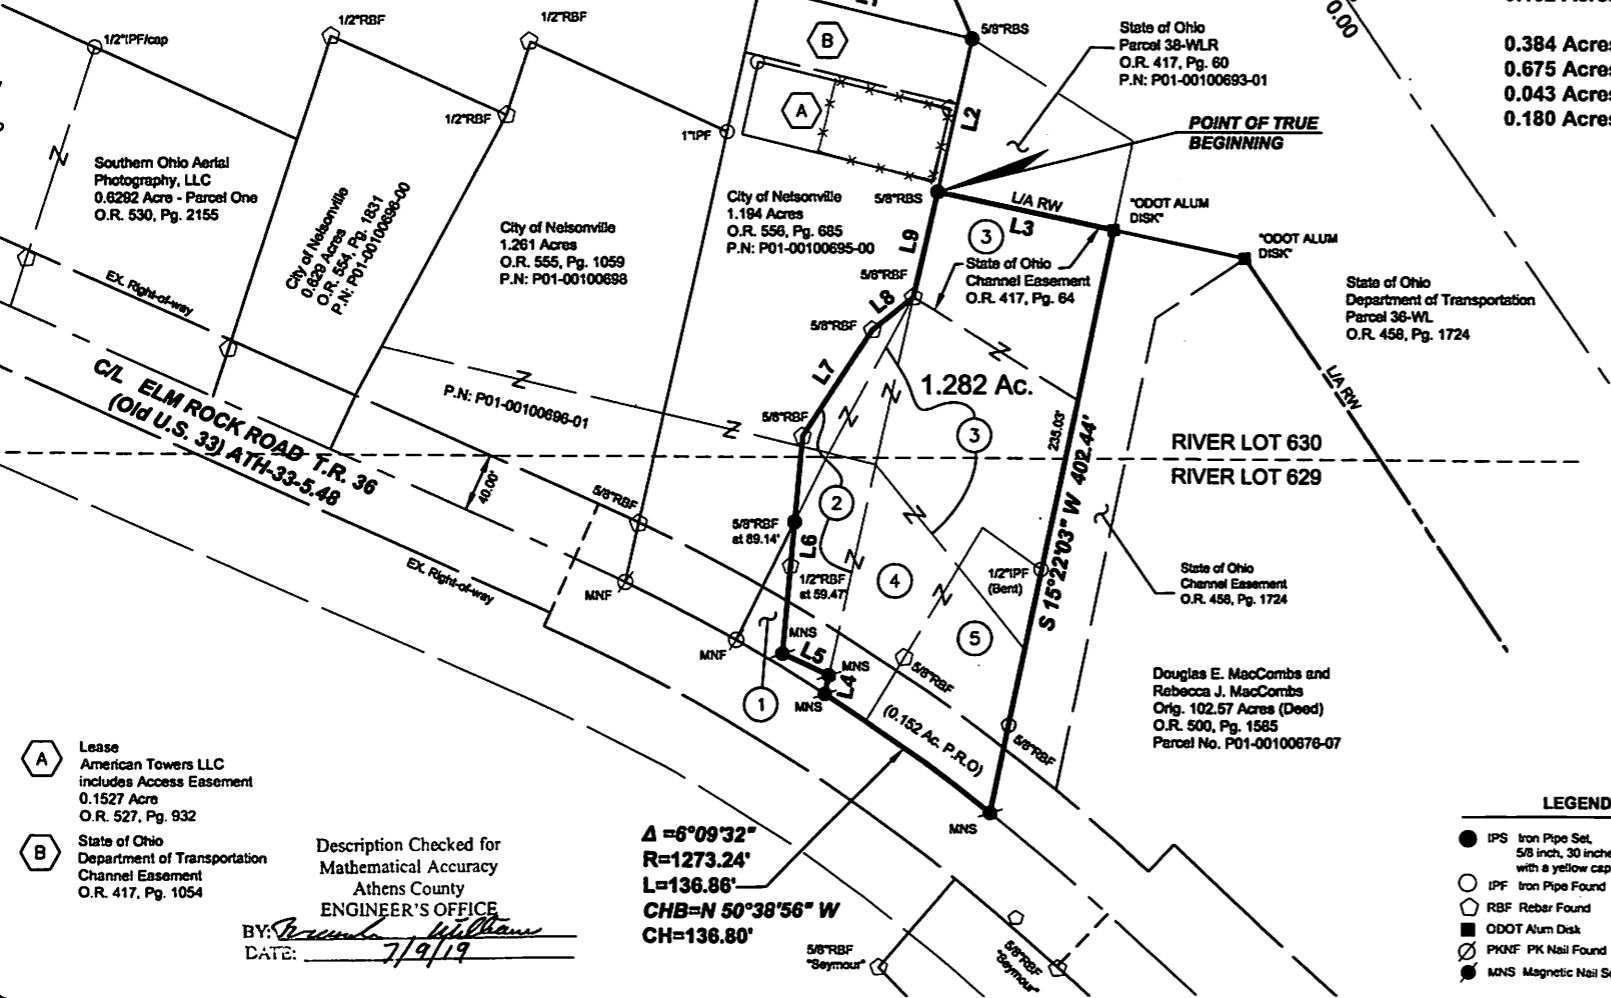 1/2"IPF/cap
1/2"RBF
1/2"RBF
1/2"RBF
1"IPF
B
A
5/8"RBS
L2
State of Ohio
Parcel 38-WLR
O.R. 417, Pg. 60
P.N: P01-00100693-01
0.00
0.384 Acres
0.675 Acres
0.043 Acres
0.180 Acres
POINT OF TRUE
BEGINNING
Southern Ohio Aerial
Photography, LLC
0.6292 Acre - Parcel One
O.R. 530, Pg. 2155
City of Nelsonville
0.629 Acres
O.R. 554, Pg. 1831
P.N: P01-00100696-00
City of Nelsonville
1.261 Acres
O.R. 555, Pg. 1059
P.N: P01-00100698
City of Nelsonville
1.194 Acres
O.R. 556, Pg. 685
P.N: P01-00100695-00
5/8"RBS
L/A RW
L3
3
"ODOT ALUM
DISK"
"ODOT ALUM
DISK"
L9
State of Ohio
Channel Easement
O.R. 417, Pg. 64
State of Ohio
Department of Transportation
Parcel 36-WL
O.R. 458, Pg. 1724
5/8"RBF
L8
5/8"RBF
L7
EX. Right-of-way
C/L ELM ROCK ROAD T.R. 36
(Old U.S. 33) ATH-33-5.48
P.N: P01-00100696-01
1.282 Ac.
3
5/8"RBF
L/A RW
235.03'
S 15°22'03" W 402.44'
RIVER LOT 630
RIVER LOT 629
40.00'
5/8"RBF
5/8"RBF
at 89.14'
L6
2
1/2"RBF
at 59.47'
4
1/2"IPF
(Bent)
5
State of Ohio
Channel Easement
O.R. 458, Pg. 1724
EX. Right-of-way
MNF
MNF
MNS
L5
MNS
L4
MNS
1
5/8"RBF
(0.152 Ac. P.R.O)
5/8"RBF
MNS
Douglas E. MacCombs and
Rebecca J. MacCombs
Orig. 102.57 Acres (Deed)
O.R. 500, Pg. 1585
Parcel No. P01-00100676-07
A
Lease
American Towers LLC
includes Access Easement
0.1527 Acre
O.R. 527, Pg. 932
B
State of Ohio
Department of Transportation
Channel Easement
O.R. 417, Pg. 1054
Description Checked for
Mathematical Accuracy
Athens County
ENGINEER'S OFFICE
BY:
DATE: 7/9/19
Δ =6°09'32"
R=1273.24'
L=136.86'
CHB=N 50°38'56" W
CH=136.80'
5/8"RBF
"Seymour"
5/8"RBF
"Seymour"
LEGEND
IPS Iron Pipe Set,
5/8 inch, 30 inche
with a yellow cap
IPF Iron Pipe Found
RBF Rebar Found
ODOT Alum Disk
PKNF PK Nail Found
MNS Magnetic Nail Se